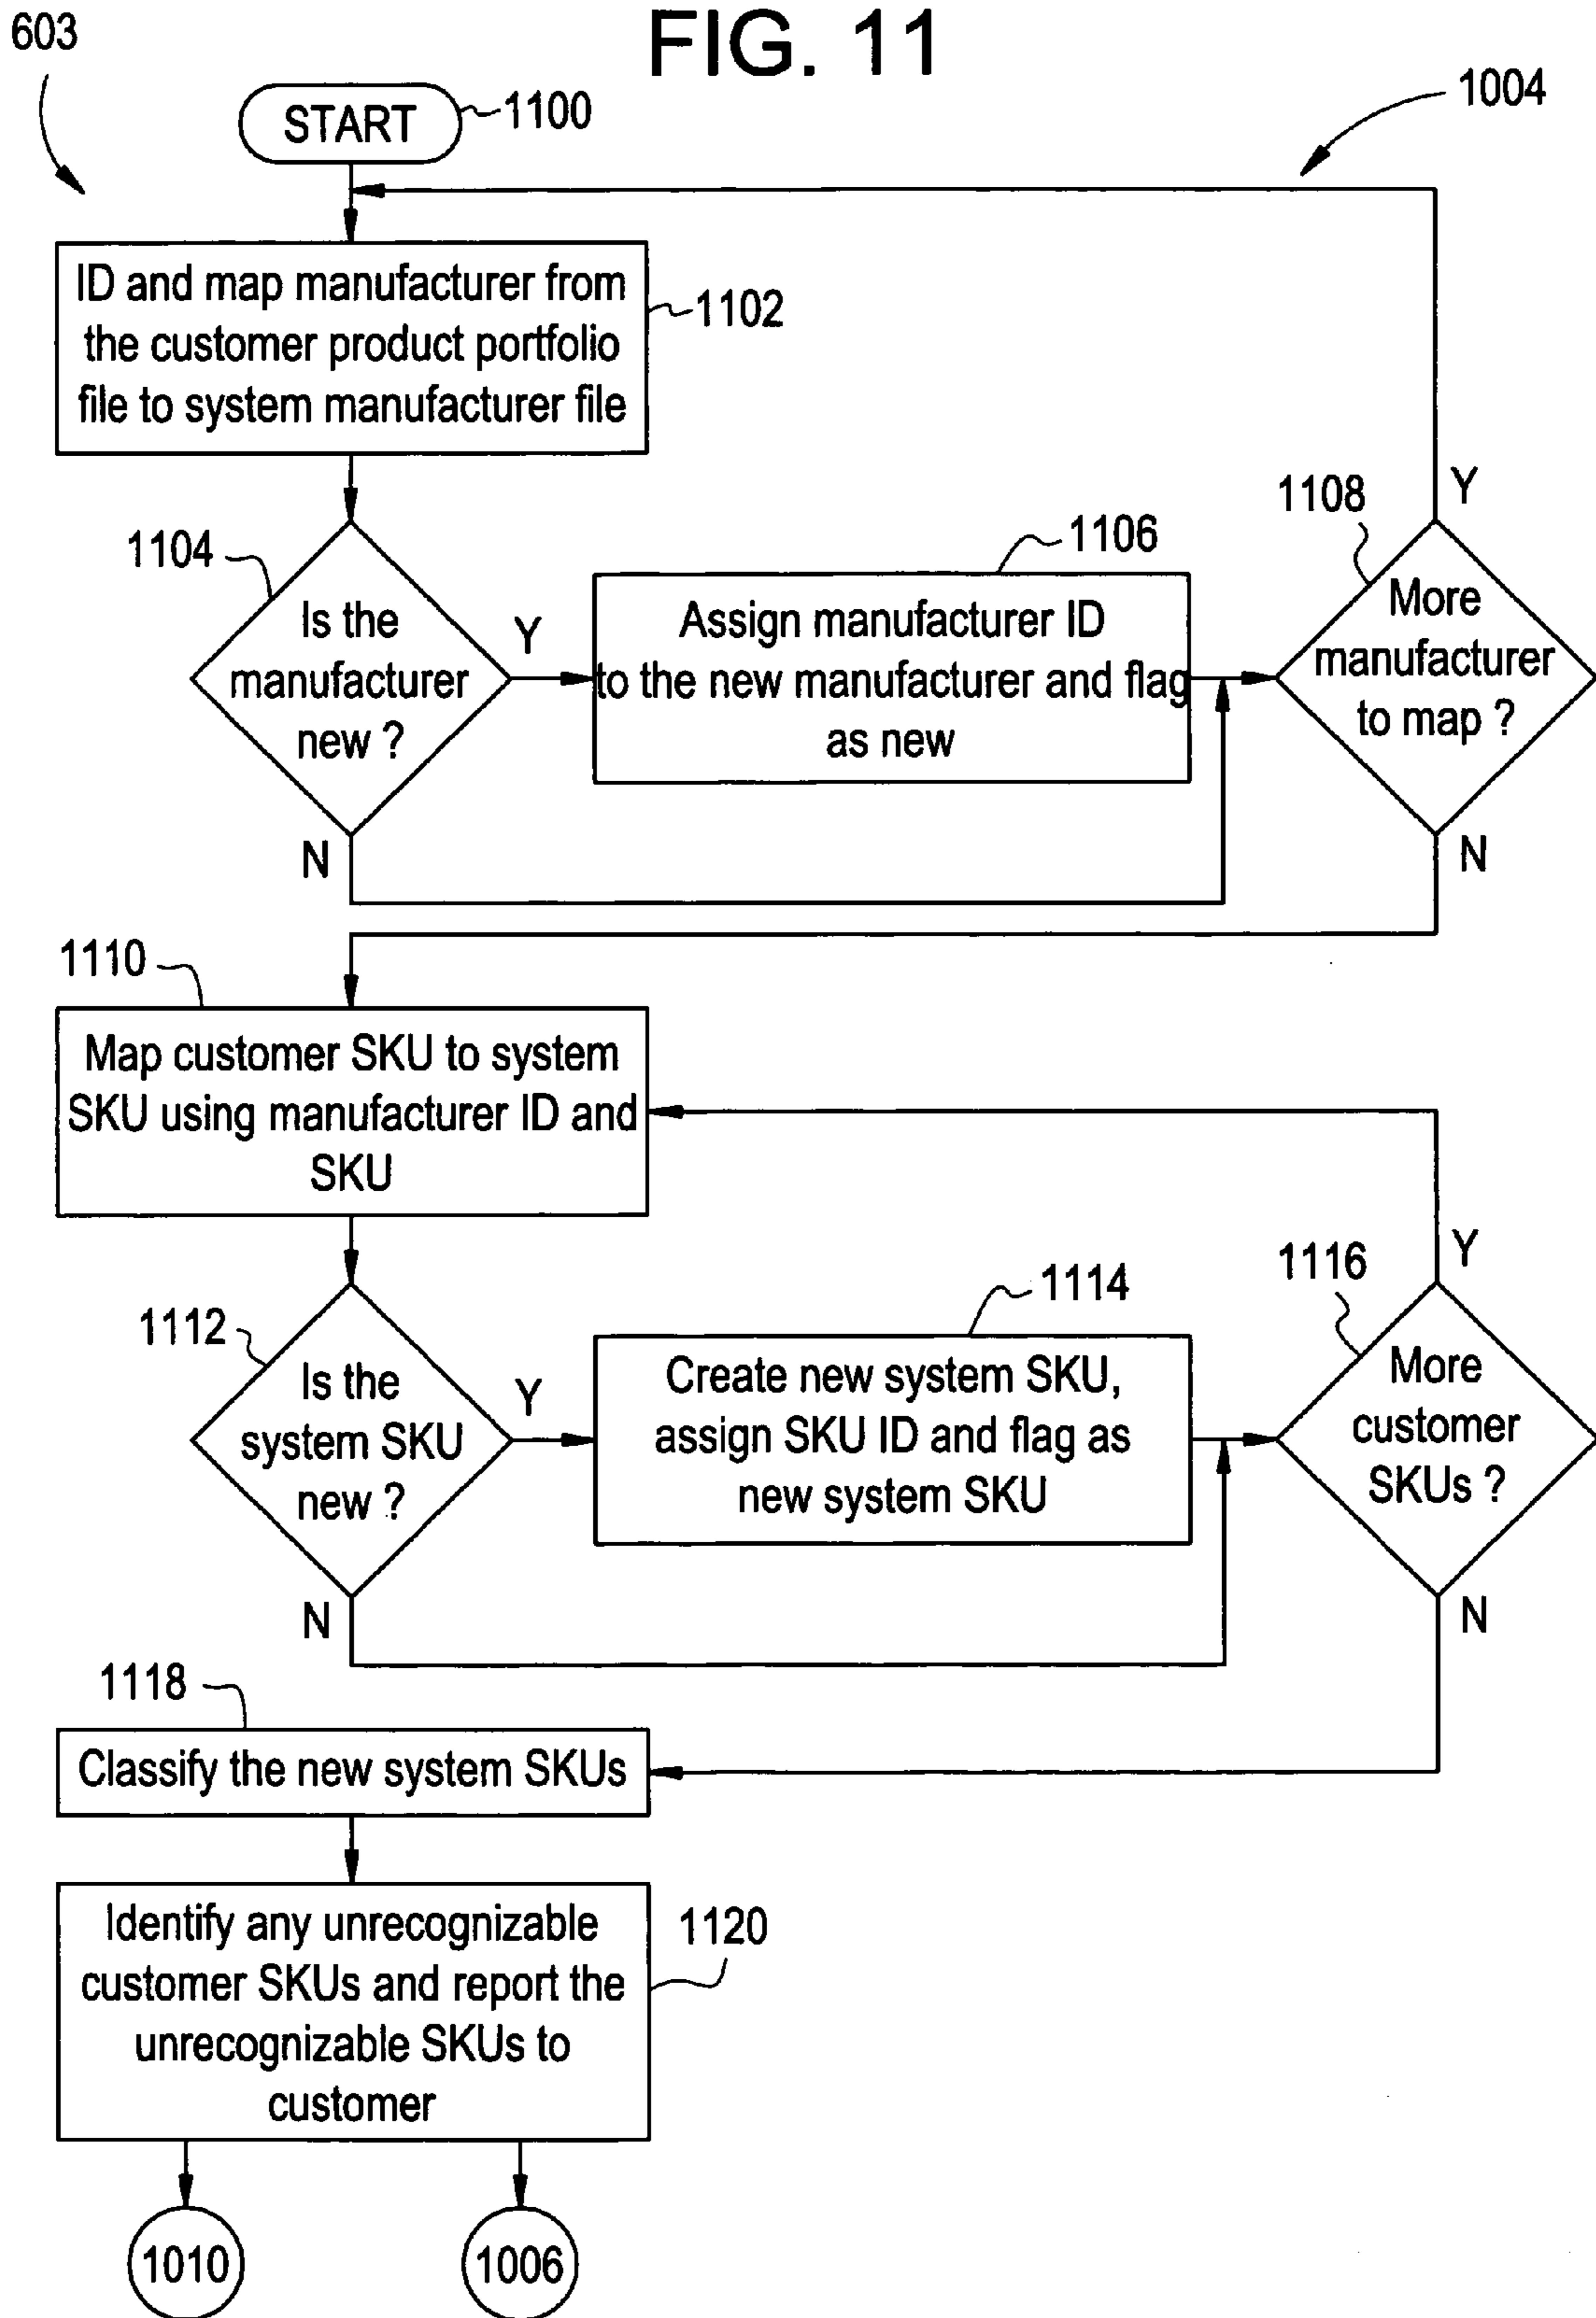 FIG. 11
603
START
1100
1004
ID and map manufacturer from
the customer product portfolio
file to system manufacturer file
1102
1104
Is the
manufacturer
new ?
Y
N
1106
Assign manufacturer ID
to the new manufacturer and flag
as new
1108
More
manufacturer
to map ?
Y
N
1110
Map customer SKU to system
SKU using manufacturer ID and
SKU
1112
Is the
system SKU
new ?
Y
N
1114
Create new system SKU,
assign SKU ID and flag as
new system SKU
1116
More
customer
SKUs ?
Y
N
1118
Classify the new system SKUs
Identify any unrecognizable
customer SKUs and report the
unrecognizable SKUs to
customer
1120
1010
1006